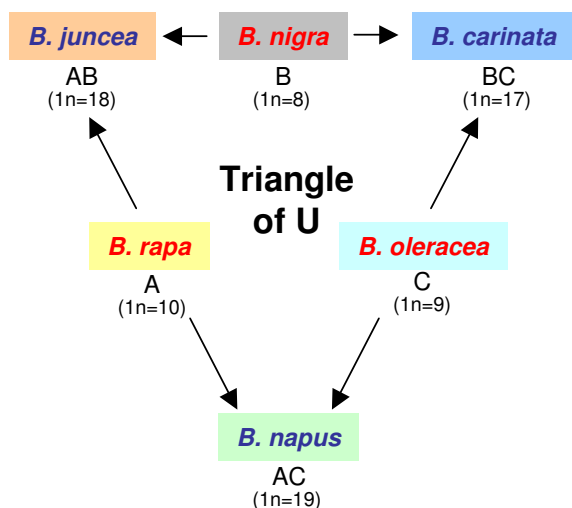 B. juncea
AB
(1n=18)
B. nigra
B
(1n=8)
B. carinata
BC
(1n=17)
Triangle
of U
B. rapa
A
(1n=10)
B. oleracea
C
(1n=9)
B. napus
AC
(1n=19)